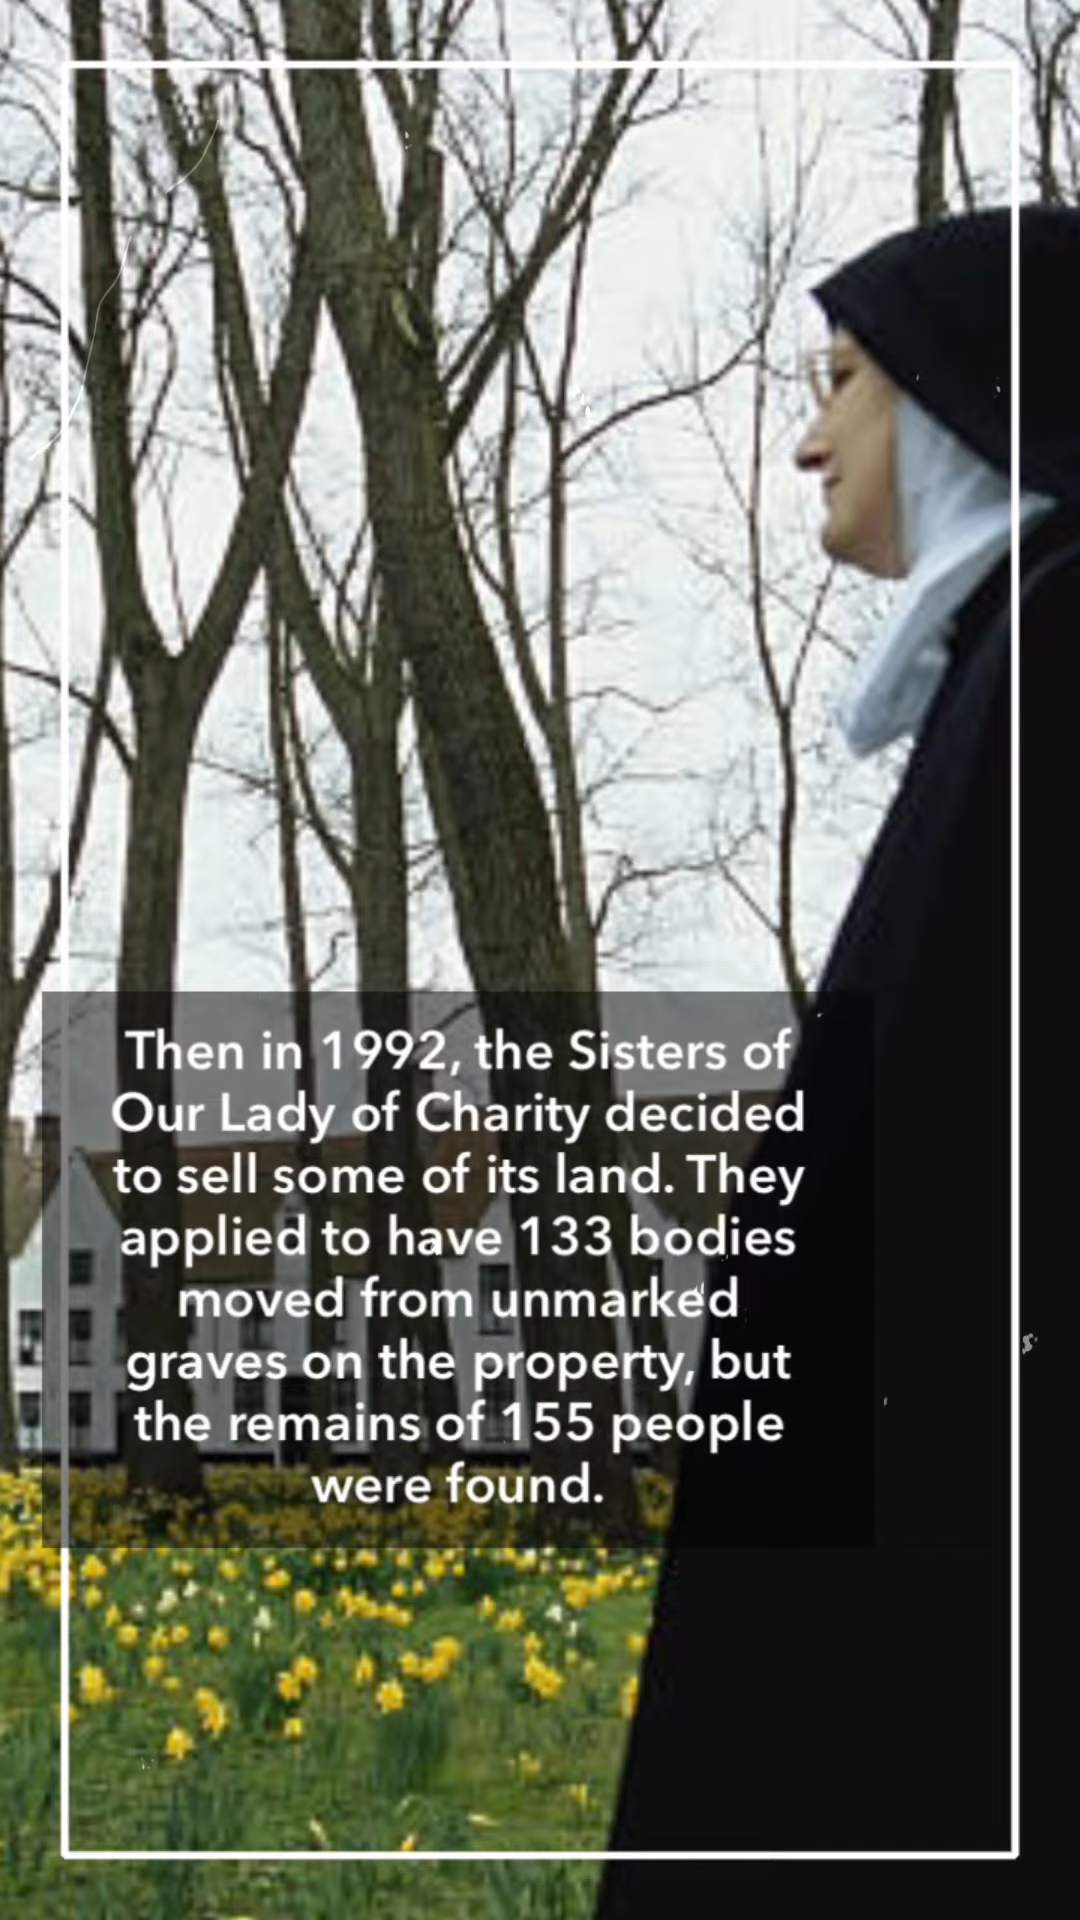 Then in 1992, the Sisters of
Our Lady of Charity decided
to sell some of its land. They
applied to have 133 bodies
moved from unmarked
graves on the property, but
the remains of 155 people
were found.